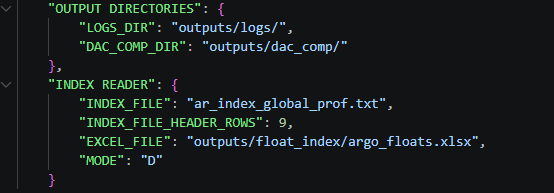 "OUTPUT DIRECTORIES": {
"LOGS_DIR": "outputs/logs/",
"DAC_COMP_DIR": "outputs/dac_comp/"
},
"INDEX READER": {
"INDEX_FILE": "ar_index_global_prof.txt",
"INDEX_FILE_HEADER_ROWS": 9,
"EXCEL_FILE": "outputs/float_index/argo_floats.xlsx",
"MODE": "D"
}